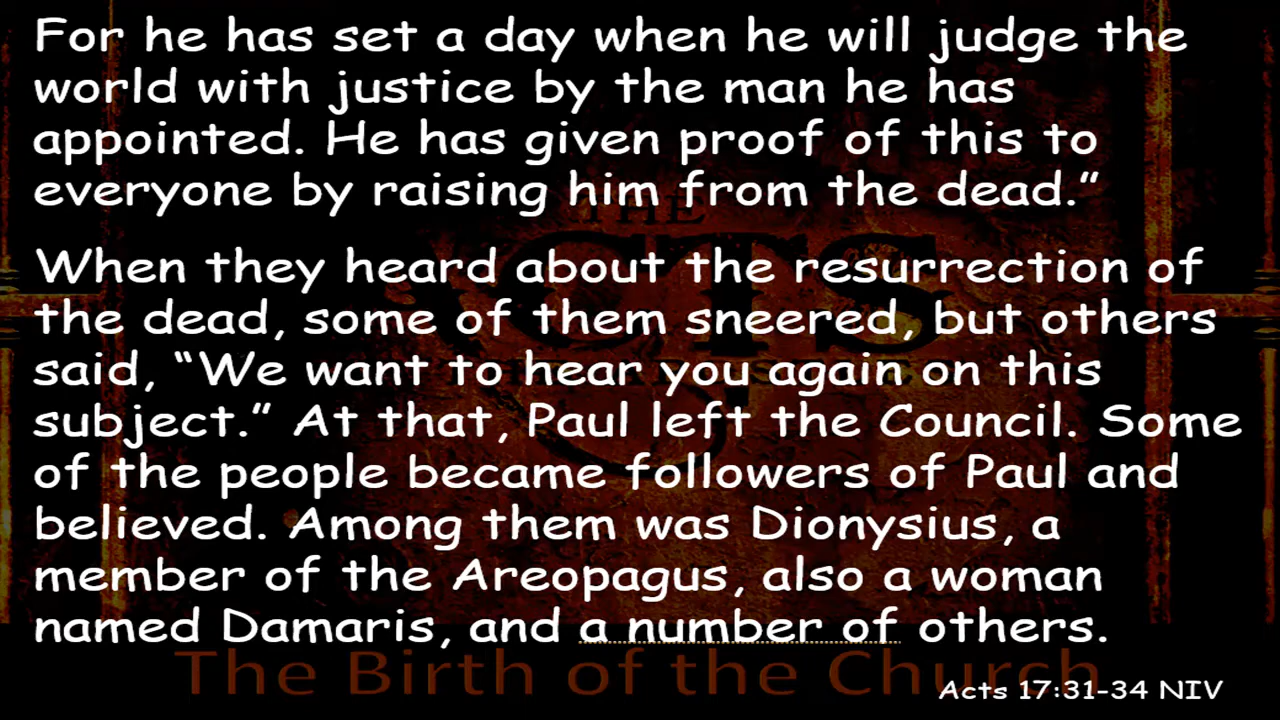 For he has set a day when he will judge the
world with justice by the man he has
appointed. He has given proof of this to
everyone by raising him from the dead.”
When they heard about the resurrection of
the dead, some of them sneered, but others
said, “We want to hear you again on this
subject.” At that, Paul left the Council. Some
of the people became followers of Paul and
believed. Among them was Dionysius, a
member of the Areopagus, also a woman
named Damaris, and a number of others.
THE
ACTS
The Birth of the Church
Acts 17:31-34 NIV